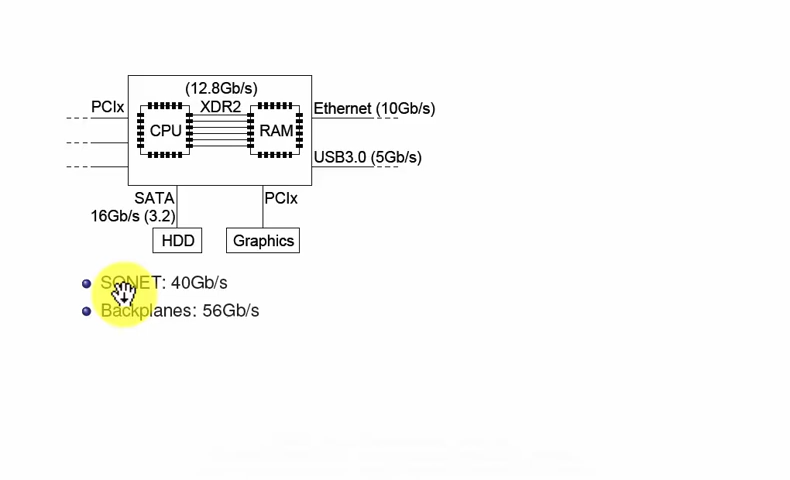 (12.8Gb/s)
PCIx
XDR2
Ethernet (10Gb/s)
CPU
RAM
USB3.0 (5Gb/s)
SATA
PCIx
16Gb/s (3.2)
HDD
Graphics
SONET: 40Gb/s
Backplanes: 56Gb/s